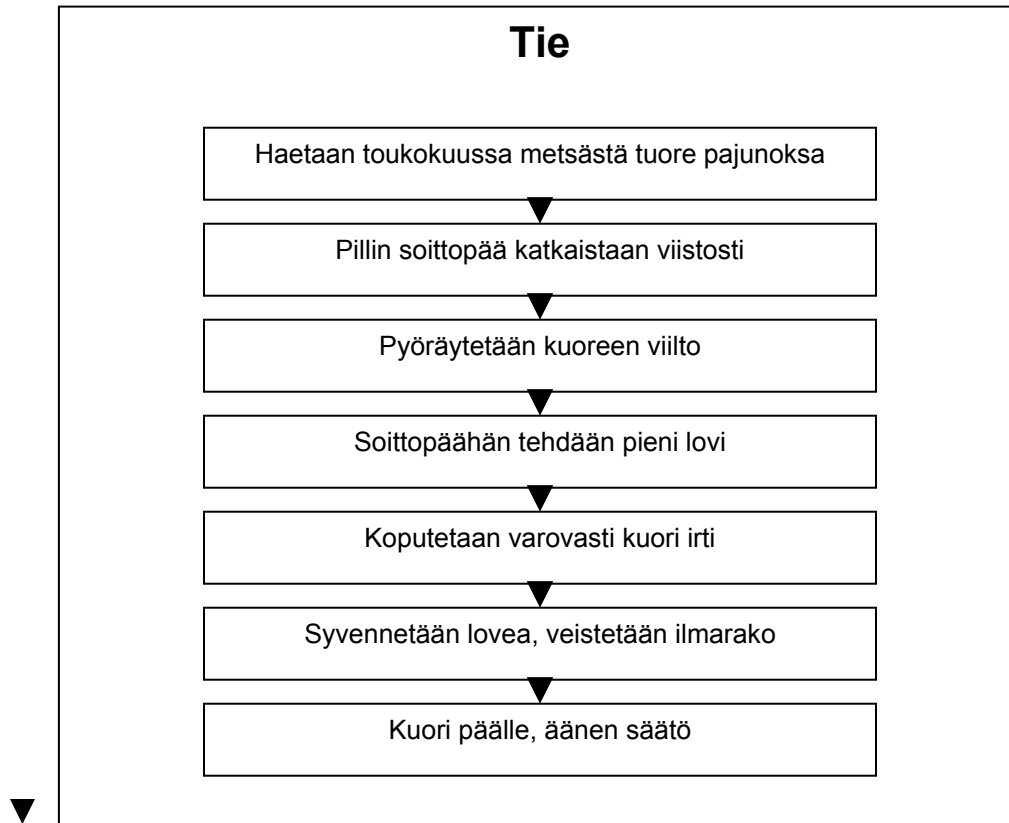 Tie
Haetaan toukokuussa metsästä tuore pajunoksa
Pillin soittopää katkaistaan viistosti
Pyöräytetään kuoreen viilto
Soittopäähän tehdään pieni lovi
Koputetaan varovasti kuori irti
Syvennetään lovea, veistetään ilmarako
Kuori päälle, äänen säätö